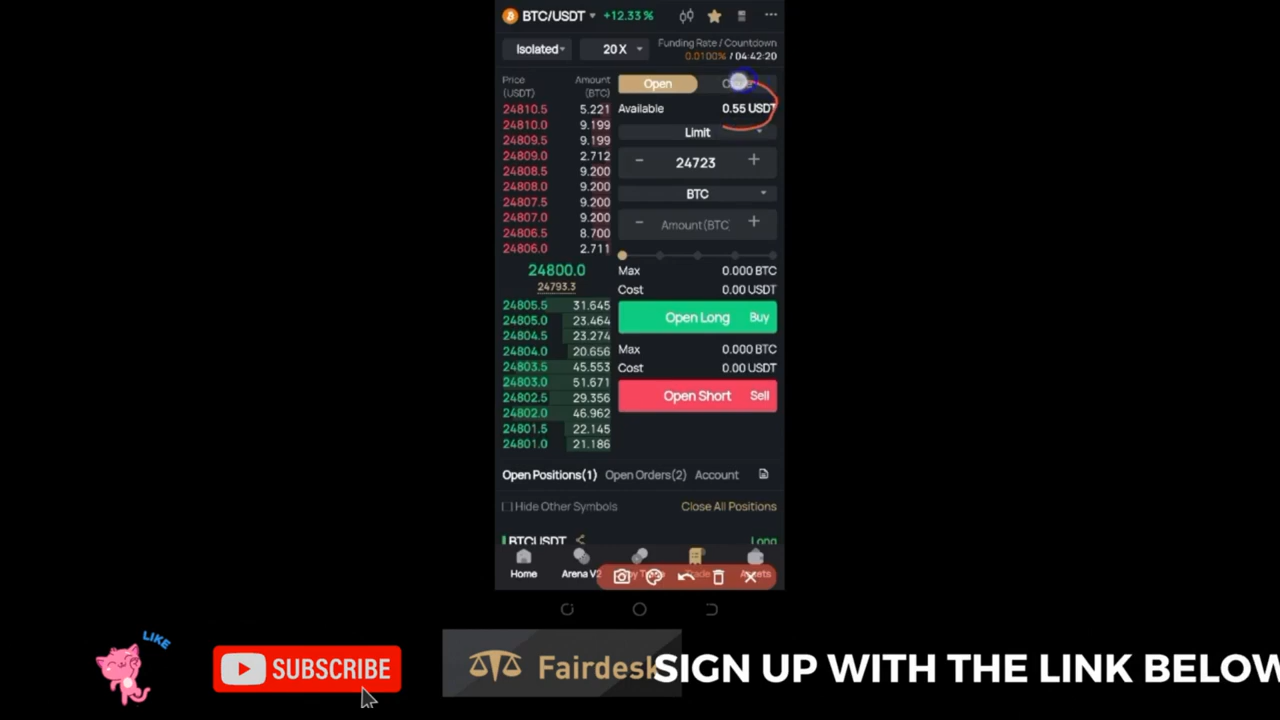 BTC/USDT +12.33%
Isolated 20X
Funding Rate / Countdown
0.0100% / 04:42:20
Price (USDT) Amount (BTC)
24810.5 5.221
24810.0 9.199
24809.5 9.199
24809.0 2.712
24808.5 9.200
24808.0 9.200
24807.5 9.200
24807.0 9.200
24806.5 8.700
24806.0 2.711
24800.0
24793.3
24805.5 31.645
24805.0 23.464
24804.5 23.274
24804.0 20.656
24803.5 45.553
24803.0 51.671
24802.5 29.356
24802.0 46.962
24801.5 22.145
24801.0 21.186
Open
Available 0.55 USDT
Limit
− 24723 +
BTC
− Amount(BTC) +
Max 0.000 BTC
Cost 0.00 USDT
Open Long Buy
Max 0.000 BTC
Cost 0.00 USDT
Open Short Sell
Open Positions(1) Open Orders(2) Account
Hide Other Symbols Close All Positions
BTCUSDT Long
Home Arena V2 Trade Assets
LIKE
SUBSCRIBE
Fairdesk
SIGN UP WITH THE LINK BELOW